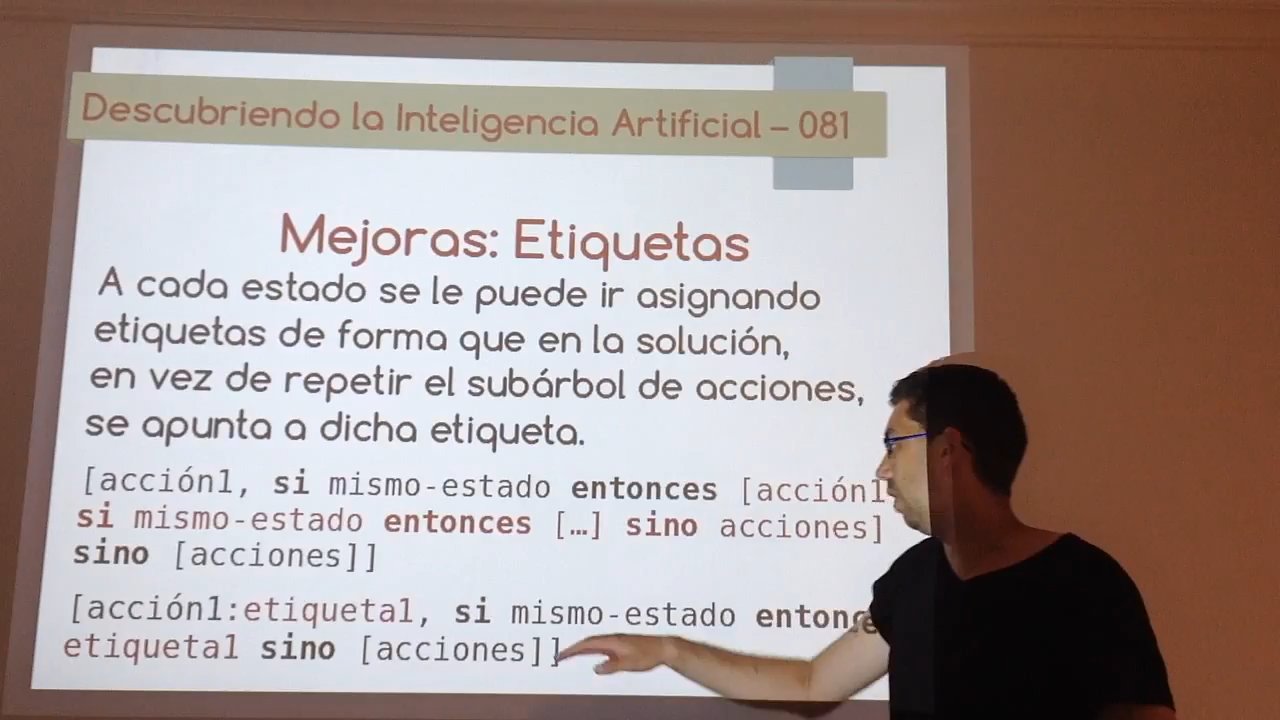 Descubriendo la Inteligencia Artificial – 081
Mejoras: Etiquetas
A cada estado se le puede ir asignando
etiquetas de forma que en la solución,
en vez de repetir el subárbol de acciones,
se apunta a dicha etiqueta.
[acción1, si mismo-estado entonces [acción1
si mismo-estado entonces […] sino acciones]
sino [acciones]]
[acción1:etiqueta1, si mismo-estado
etiqueta1 sino [acciones]]